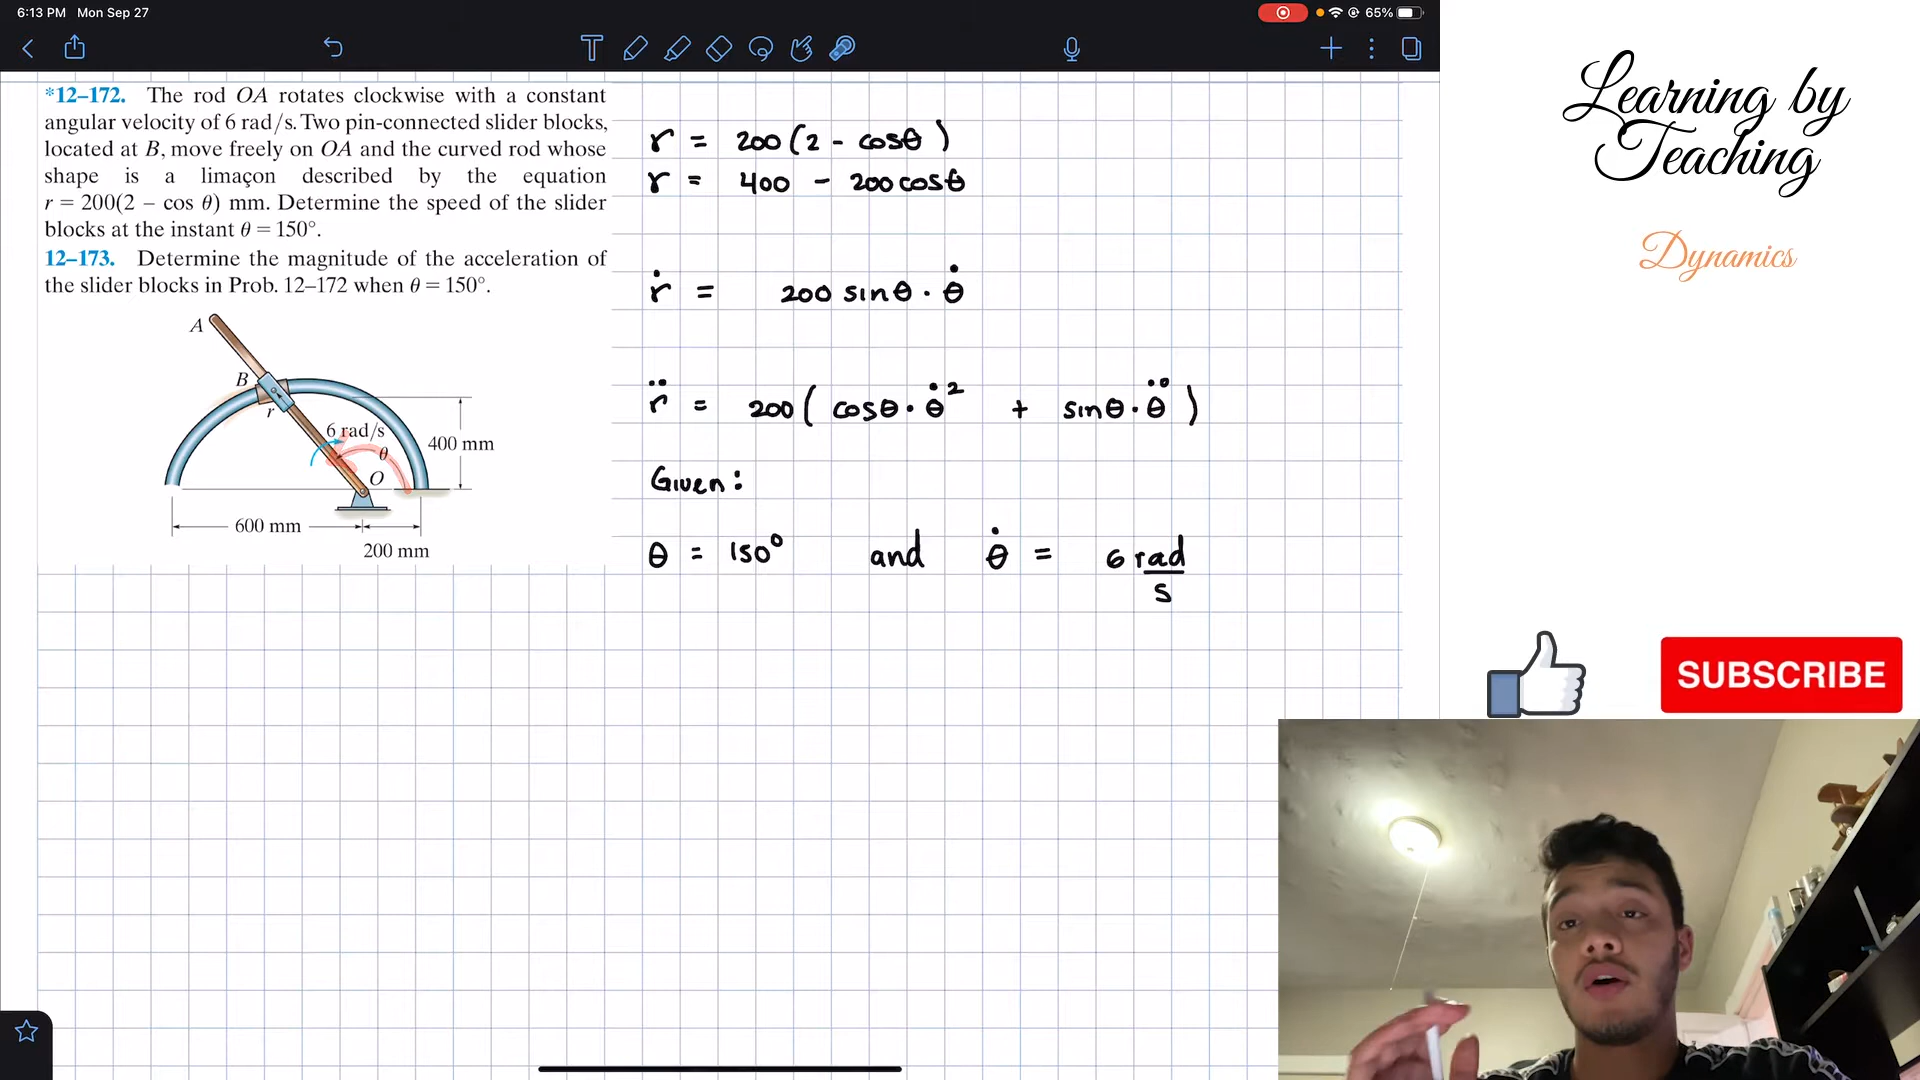 6:13 PM Mon Sep 27
65%
*12–172. The rod OA rotates clockwise with a constant
angular velocity of 6 rad/s. Two pin-connected slider blocks,
located at B, move freely on OA and the curved rod whose
shape is a limaçon described by the equation
r = 200(2 – cos θ) mm. Determine the speed of the slider
blocks at the instant θ = 150°.
12–173. Determine the magnitude of the acceleration of
the slider blocks in Prob. 12–172 when θ = 150°.
A
B
r
6 rad/s
θ
O
400 mm
600 mm
200 mm
r = 200(2 - cosθ)
r = 400 - 200cosθ
ṙ = 200 sinθ · θ̇
r̈ = 200( cosθ · θ̇² + sinθ · θ̈ )
Given:
θ = 150° and θ̇ = 6 rad/s
Learning by
Teaching
Dynamics
SUBSCRIBE